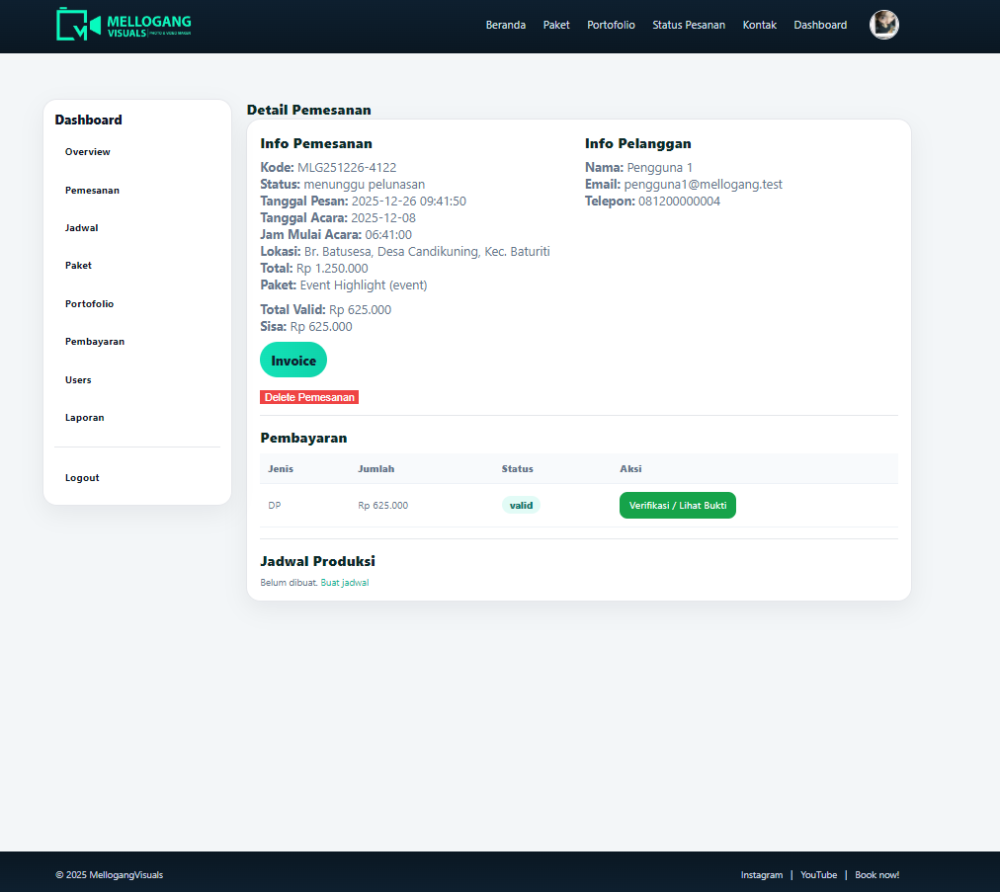 MELLOGANG
VISUALS | PHOTO & VIDEO MAKER
Beranda Paket Portofolio Status Pesanan Kontak Dashboard
Dashboard
Overview
Pemesanan
Jadwal
Paket
Portofolio
Pembayaran
Users
Laporan
Logout
Detail Pemesanan
Info Pemesanan
Kode: MLG251226-4122
Status: menunggu pelunasan
Tanggal Pesan: 2025-12-26 09:41:50
Tanggal Acara: 2025-12-08
Jam Mulai Acara: 06:41:00
Lokasi: Br. Batusesa, Desa Candikuning, Kec. Baturiti
Total: Rp 1.250.000
Paket: Event Highlight (event)
Total Valid: Rp 625.000
Sisa: Rp 625.000
Invoice
Delete Pemesanan
Info Pelanggan
Nama: Pengguna 1
Email: pengguna1@mellogang.test
Telepon: 081200000004
Pembayaran
Jenis Jumlah Status Aksi
DP Rp 625.000 valid Verifikasi / Lihat Bukti
Jadwal Produksi
Belum dibuat. Buat jadwal
© 2025 MellogangVisuals
Instagram | YouTube | Book now!